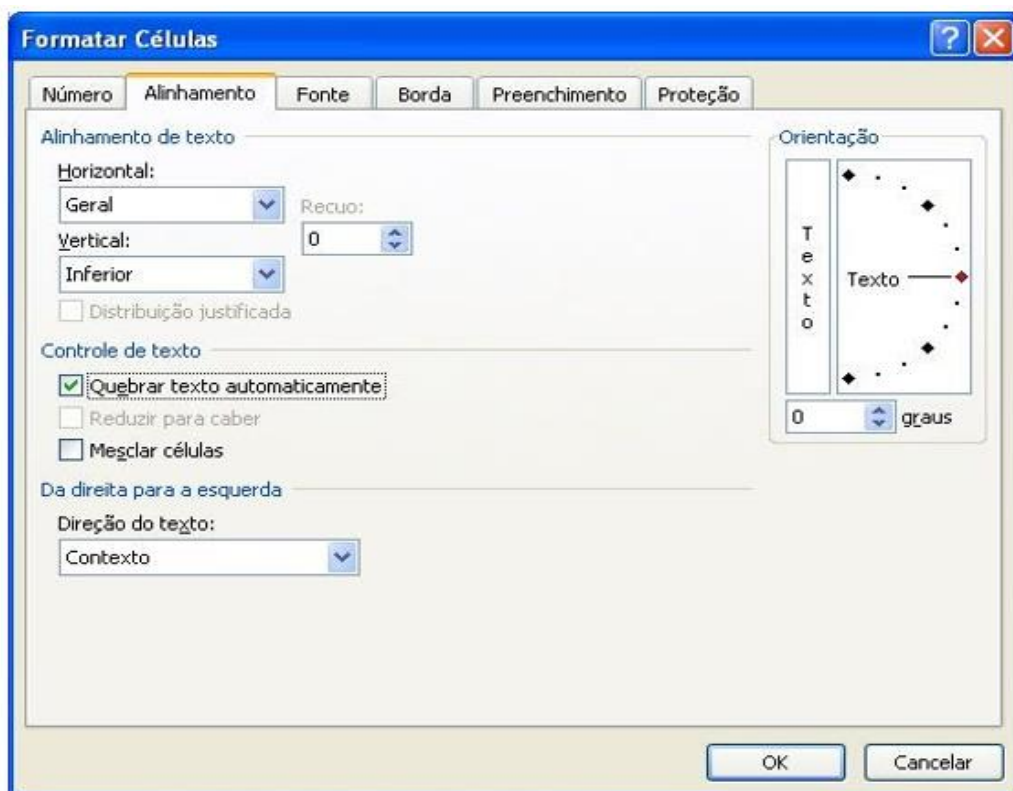 Formatar Células
Número Alinhamento Fonte Borda Preenchimento Proteção
Alinhamento de texto
Horizontal:
Geral
Recuo:
Vertical:
0
Inferior
Distribuição justificada
Controle de texto
Quebrar texto automaticamente
Reduzir para caber
Mesclar células
Da direita para a esquerda
Direção do texto:
Contexto
Orientação
Texto
Texto
0 graus
OK Cancelar